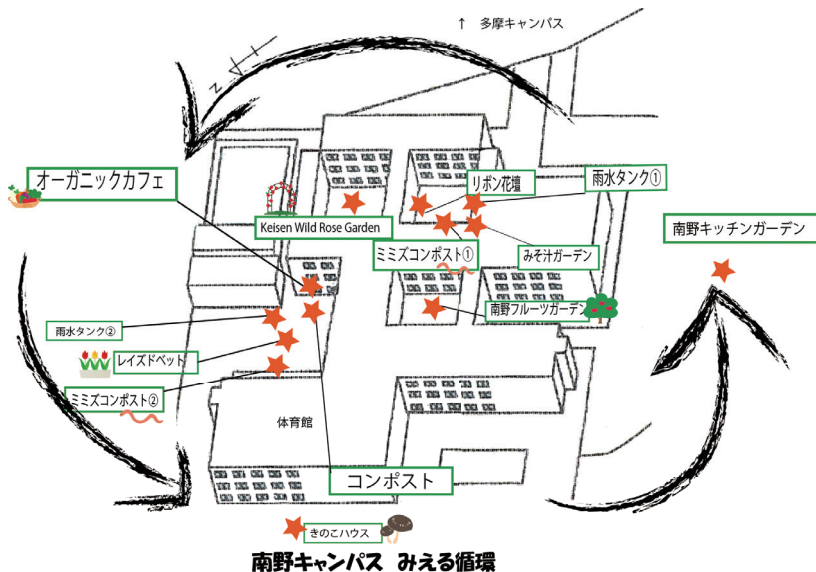 ↑ 多摩キャンパス
N
オーガニックカフェ
リボン花壇
雨水タンク①
Keisen Wild Rose Garden
ミミズコンポスト①
みそ汁ガーデン
南野キッチンガーデン
南野フルーツガーデン
雨水タンク②
レイズドベット
ミミズコンポスト②
体育館
コンポスト
きのこハウス
南野キャンパス みえる循環